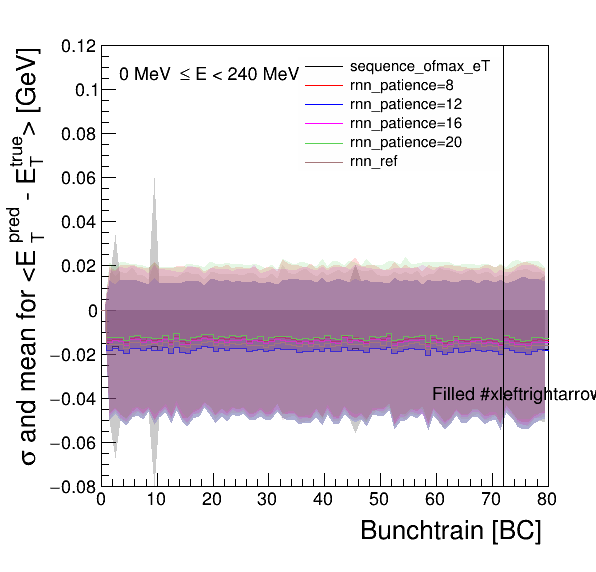 0.12
0.1
0.08
0.06
0.04
0.02
0
−0.02
−0.04
−0.06
−0.08
σ and mean for <E_T^pred - E_T^true> [GeV]
0 MeV ≤ E < 240 MeV
sequence_ofmax_eT
rnn_patience=8
rnn_patience=12
rnn_patience=16
rnn_patience=20
rnn_ref
Filled #xleftrightarrow
0 10 20 30 40 50 60 70 80
Bunchtrain [BC]